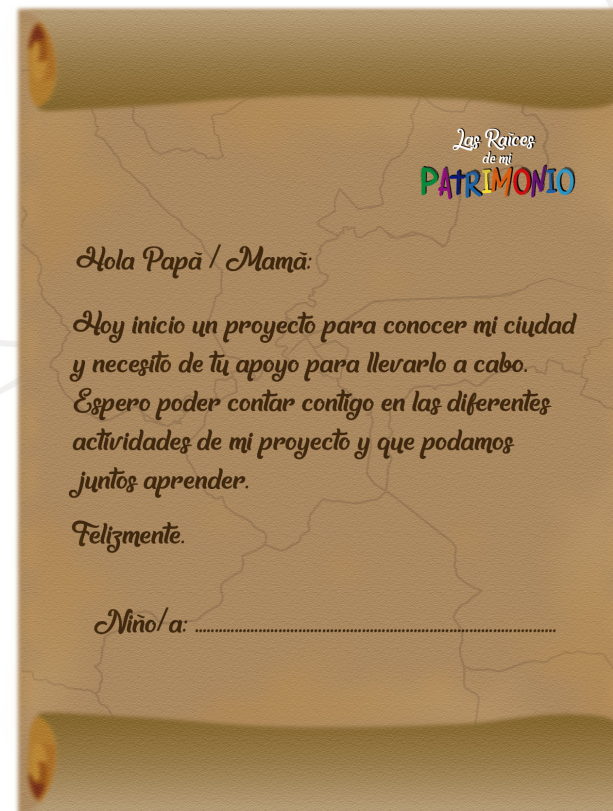 Las Raíces
de mi
PATRIMONIO
Hola Papá / Mamá:
Hoy inicio un proyecto para conocer mi ciudad
y necesito de tu apoyo para llevarlo a cabo.
Espero poder contar contigo en las diferentes
actividades de mi proyecto y que podamos
juntos aprender.
Felizmente.
Niño/a: ..........................................................................................